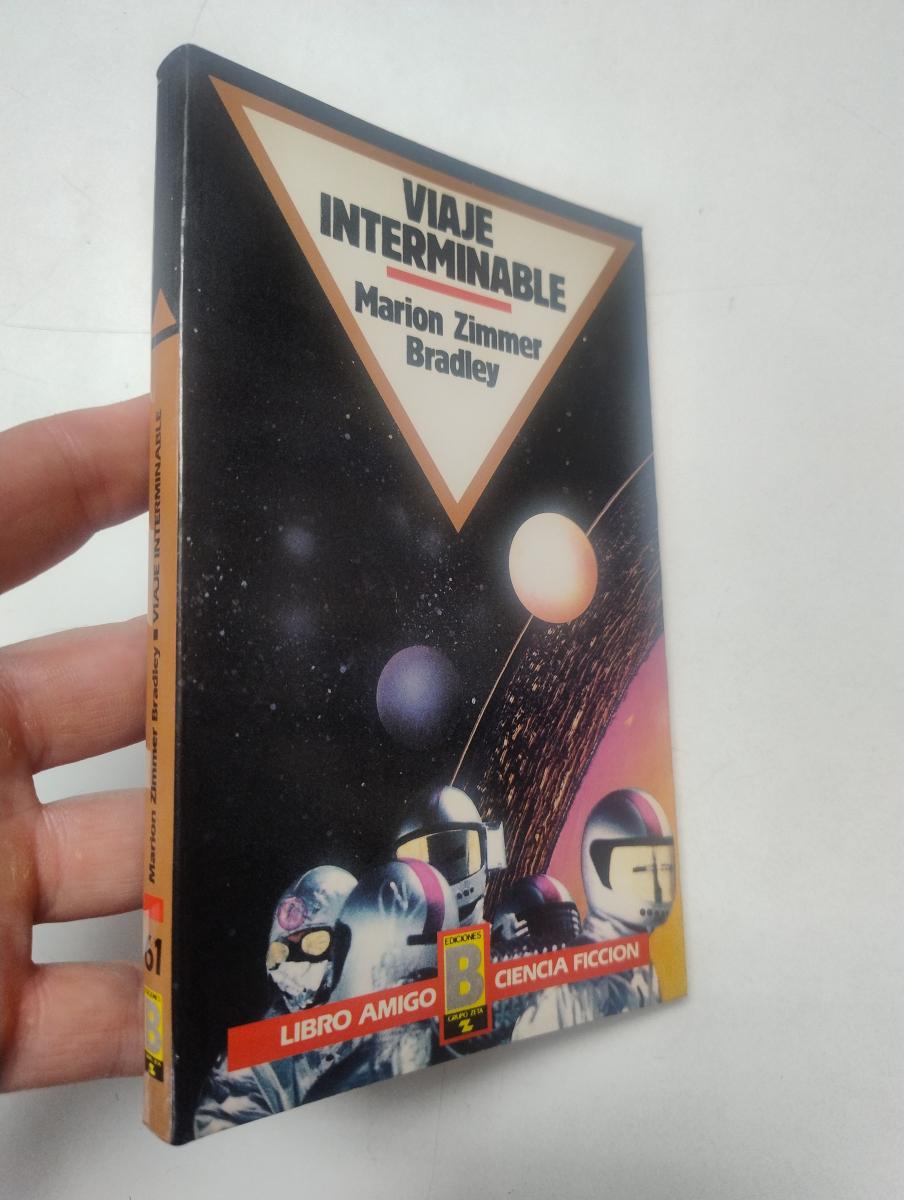 VIAJE
INTERMINABLE
Marion Zimmer
Bradley
LIBRO AMIGO
EDICIONES
B
GRUPO ZETA
Z
CIENCIA FICCION
Marion Zimmer Bradley ■ VIAJE INTERMINABLE
61
B